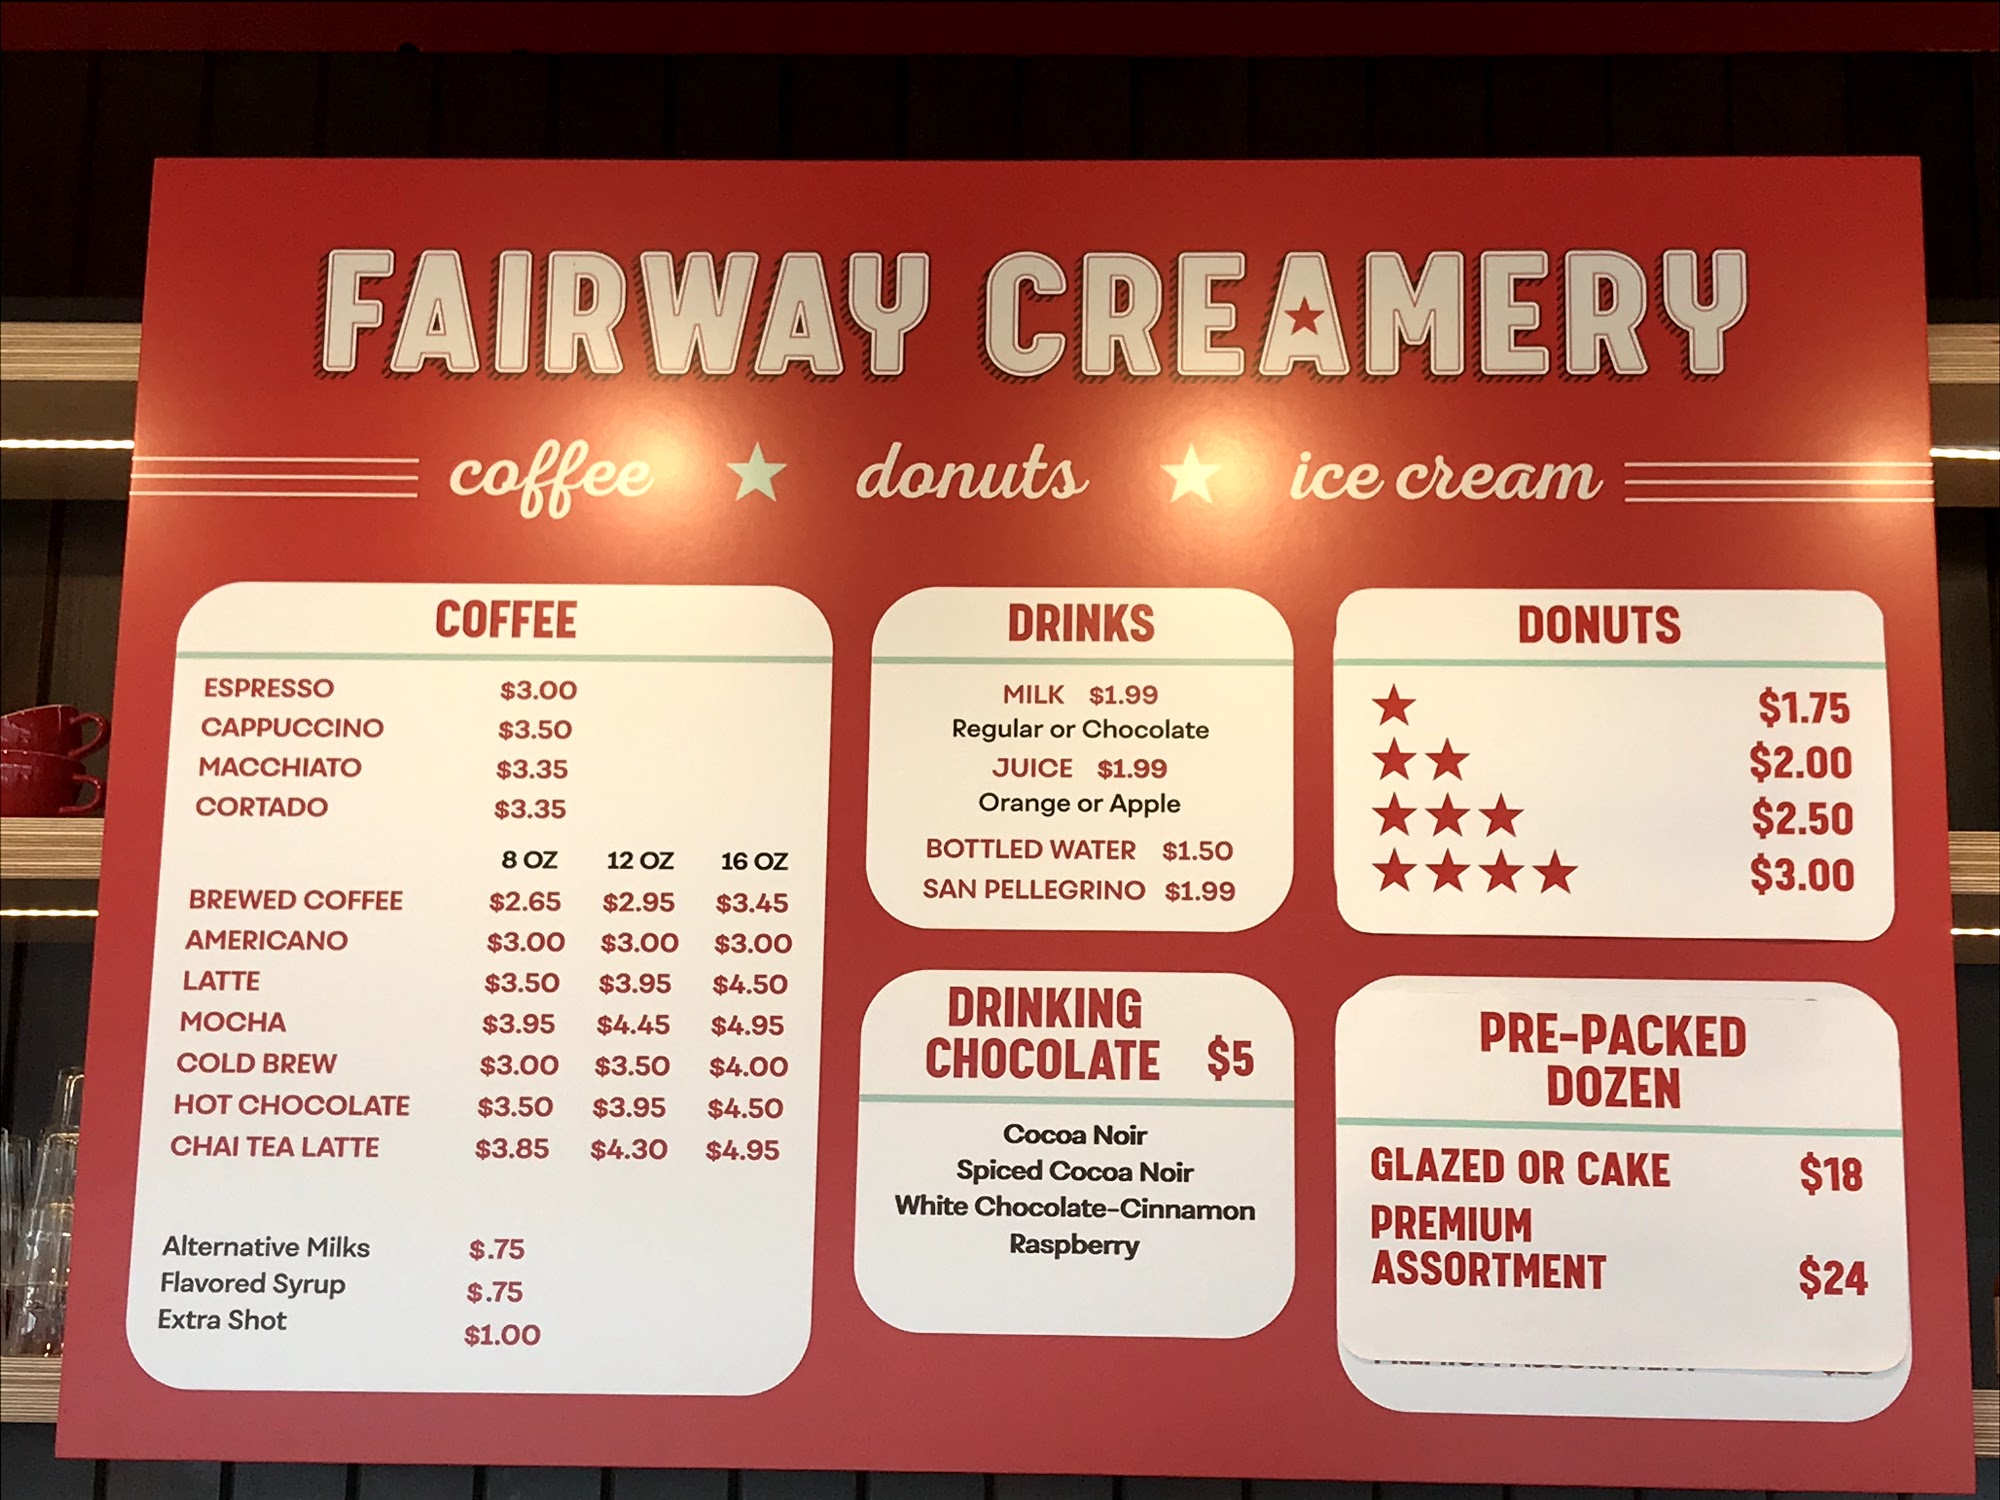 FAIRWAY CREAMERY
coffee ★ donuts ★ ice cream
COFFEE
ESPRESSO $3.00
CAPPUCCINO $3.50
MACCHIATO $3.35
CORTADO $3.35
8 OZ 12 OZ 16 OZ
BREWED COFFEE $2.65 $2.95 $3.45
AMERICANO $3.00 $3.00 $3.00
LATTE $3.50 $3.95 $4.50
MOCHA $3.95 $4.45 $4.95
COLD BREW $3.00 $3.50 $4.00
HOT CHOCOLATE $3.50 $3.95 $4.50
CHAI TEA LATTE $3.85 $4.30 $4.95
Alternative Milks $.75
Flavored Syrup $.75
Extra Shot $1.00
DRINKS
MILK $1.99
Regular or Chocolate
JUICE $1.99
Orange or Apple
BOTTLED WATER $1.50
SAN PELLEGRINO $1.99
DRINKING
CHOCOLATE $5
Cocoa Noir
Spiced Cocoa Noir
White Chocolate-Cinnamon
Raspberry
DONUTS
★ $1.75
★★ $2.00
★★★ $2.50
★★★★ $3.00
PRE-PACKED
DOZEN
GLAZED OR CAKE $18
PREMIUM
ASSORTMENT $24